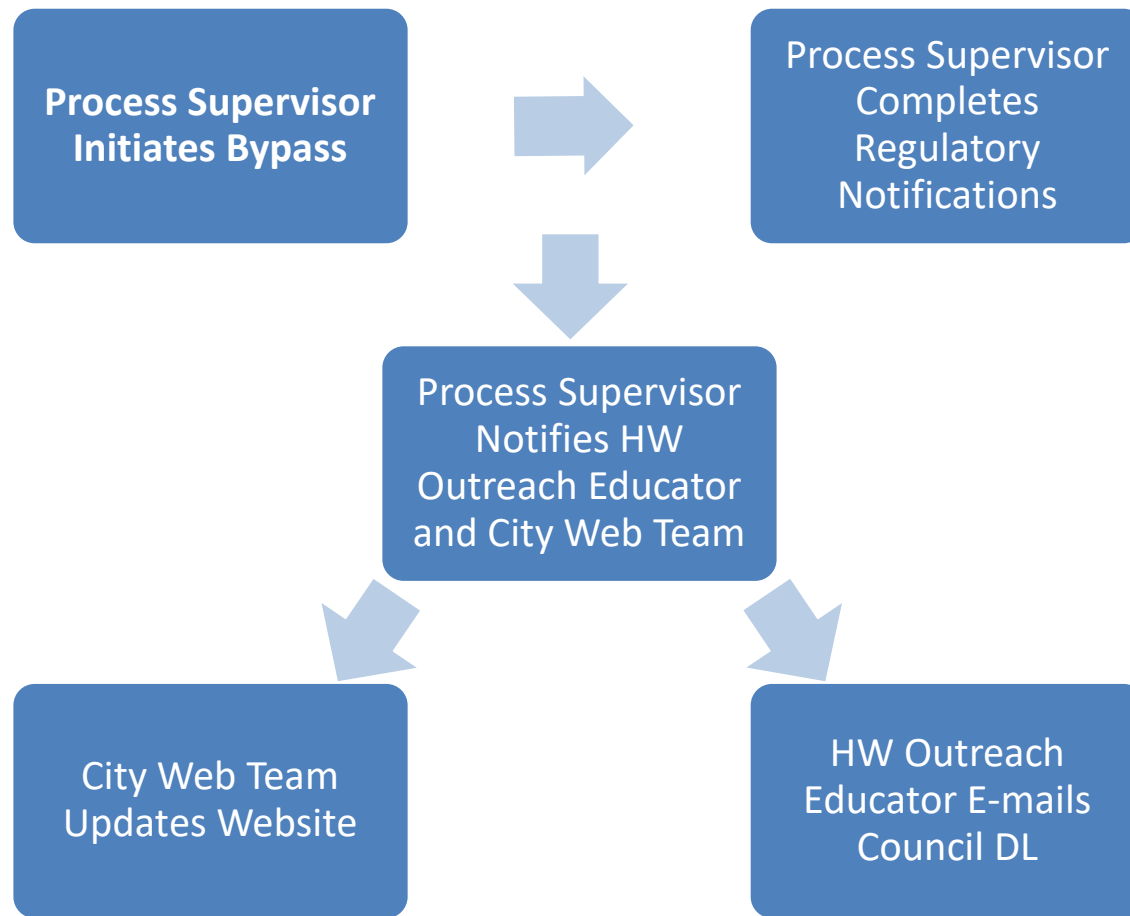 Process Supervisor
Initiates Bypass
Process Supervisor
Completes
Regulatory
Notifications
Process Supervisor
Notifies HW
Outreach Educator
and City Web Team
City Web Team
Updates Website
HW Outreach
Educator E-mails
Council DL